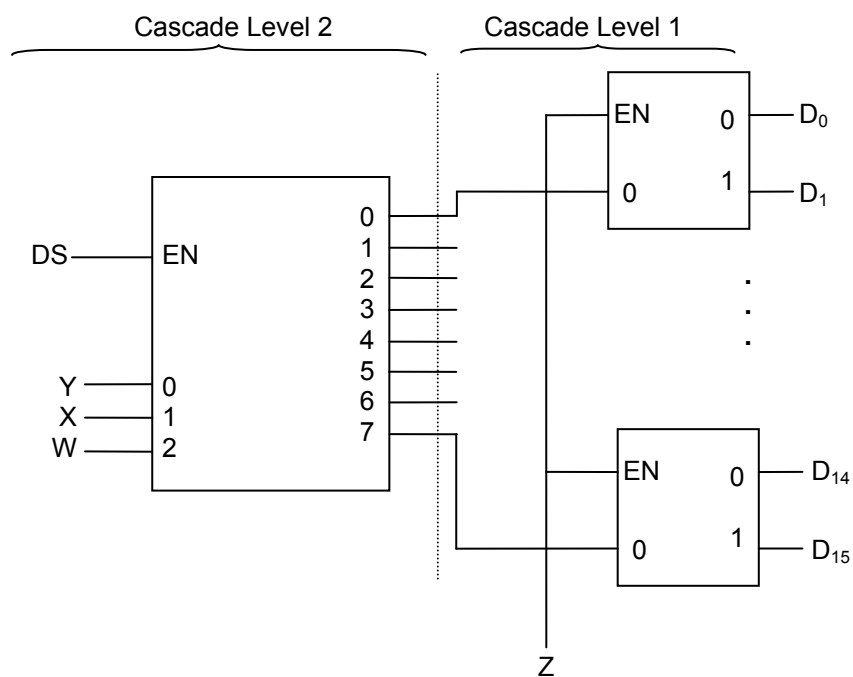 Cascade Level 2
Cascade Level 1
EN 0 D₀
0 1 D₁
DS EN
0
1
2
3
4
5
6
7
Y 0
X 1
W 2
.
.
.
EN 0 D₁₄
0 1 D₁₅
Z